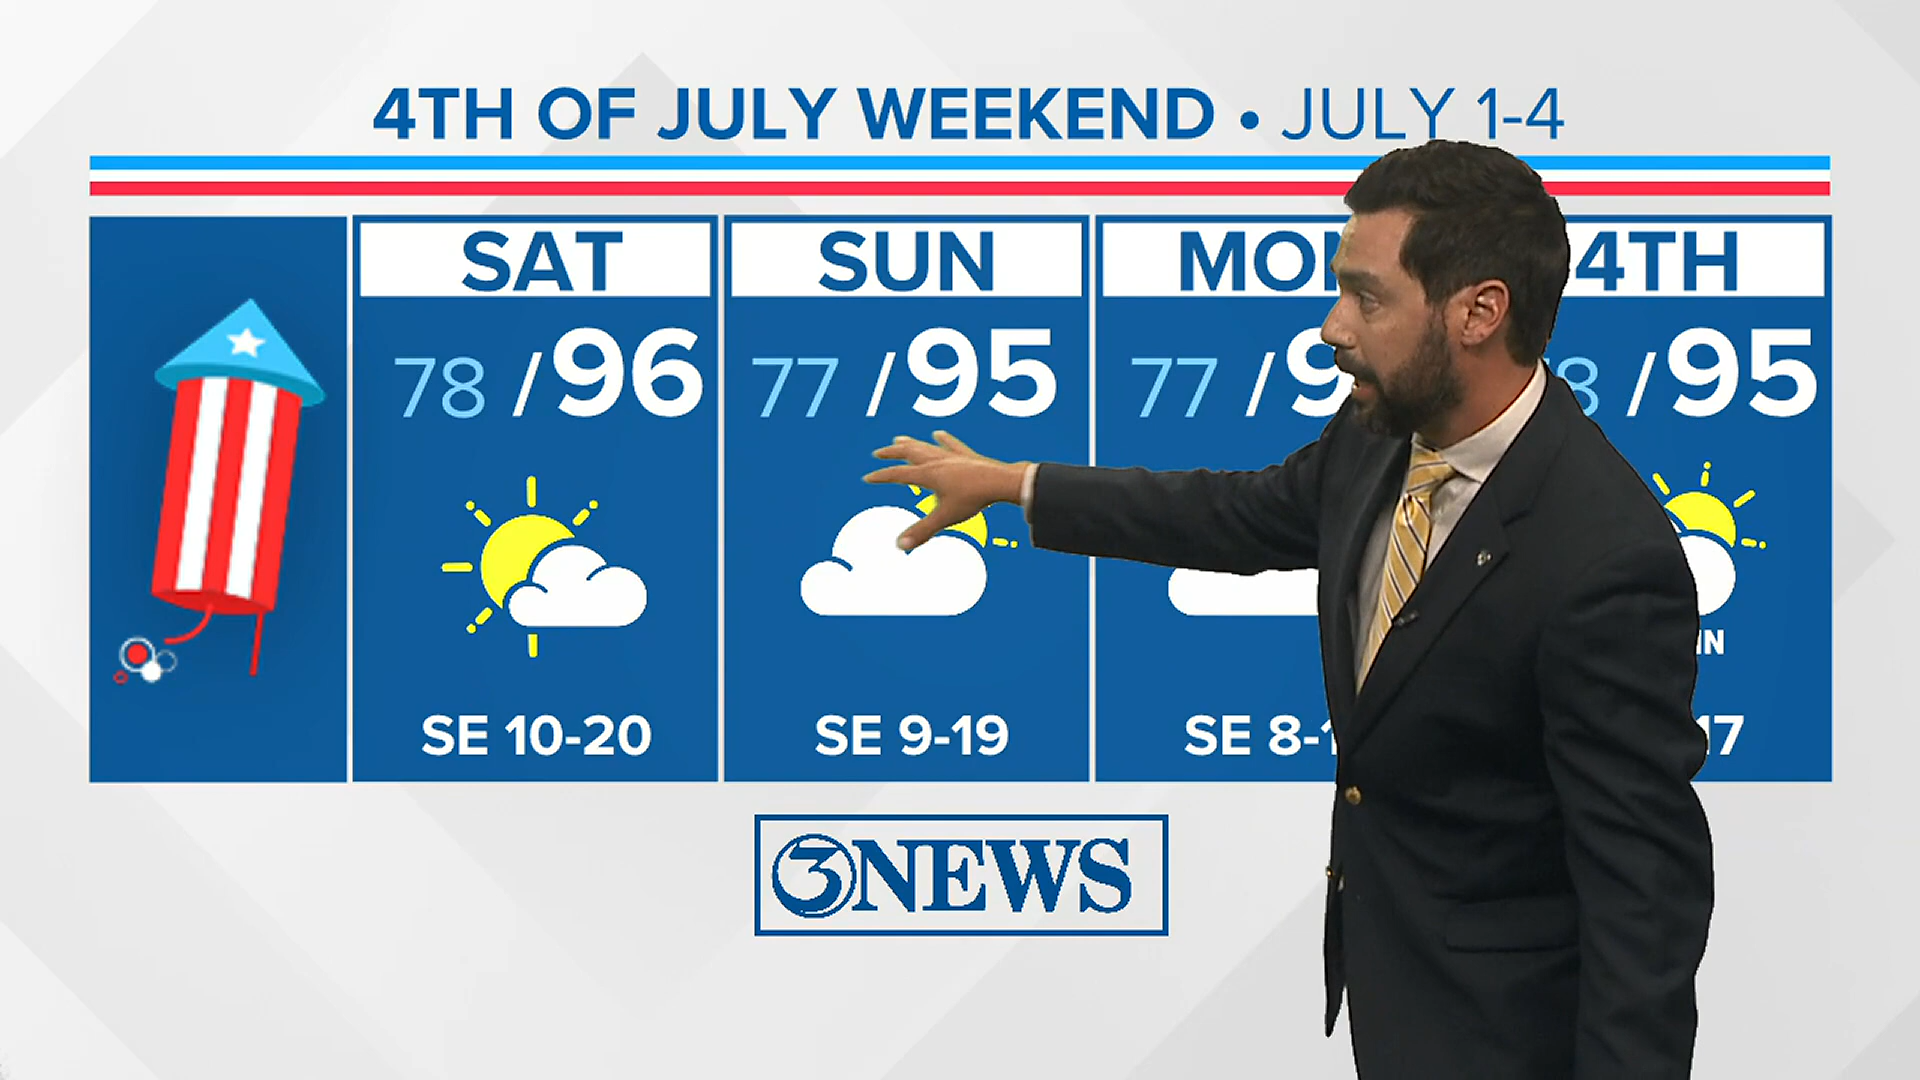 4TH OF JULY WEEKEND • JULY 1-4
SAT SUN 4TH
78 /96 77 /95 77 /95
SE 10-20 SE 9-19 SE
3NEWS